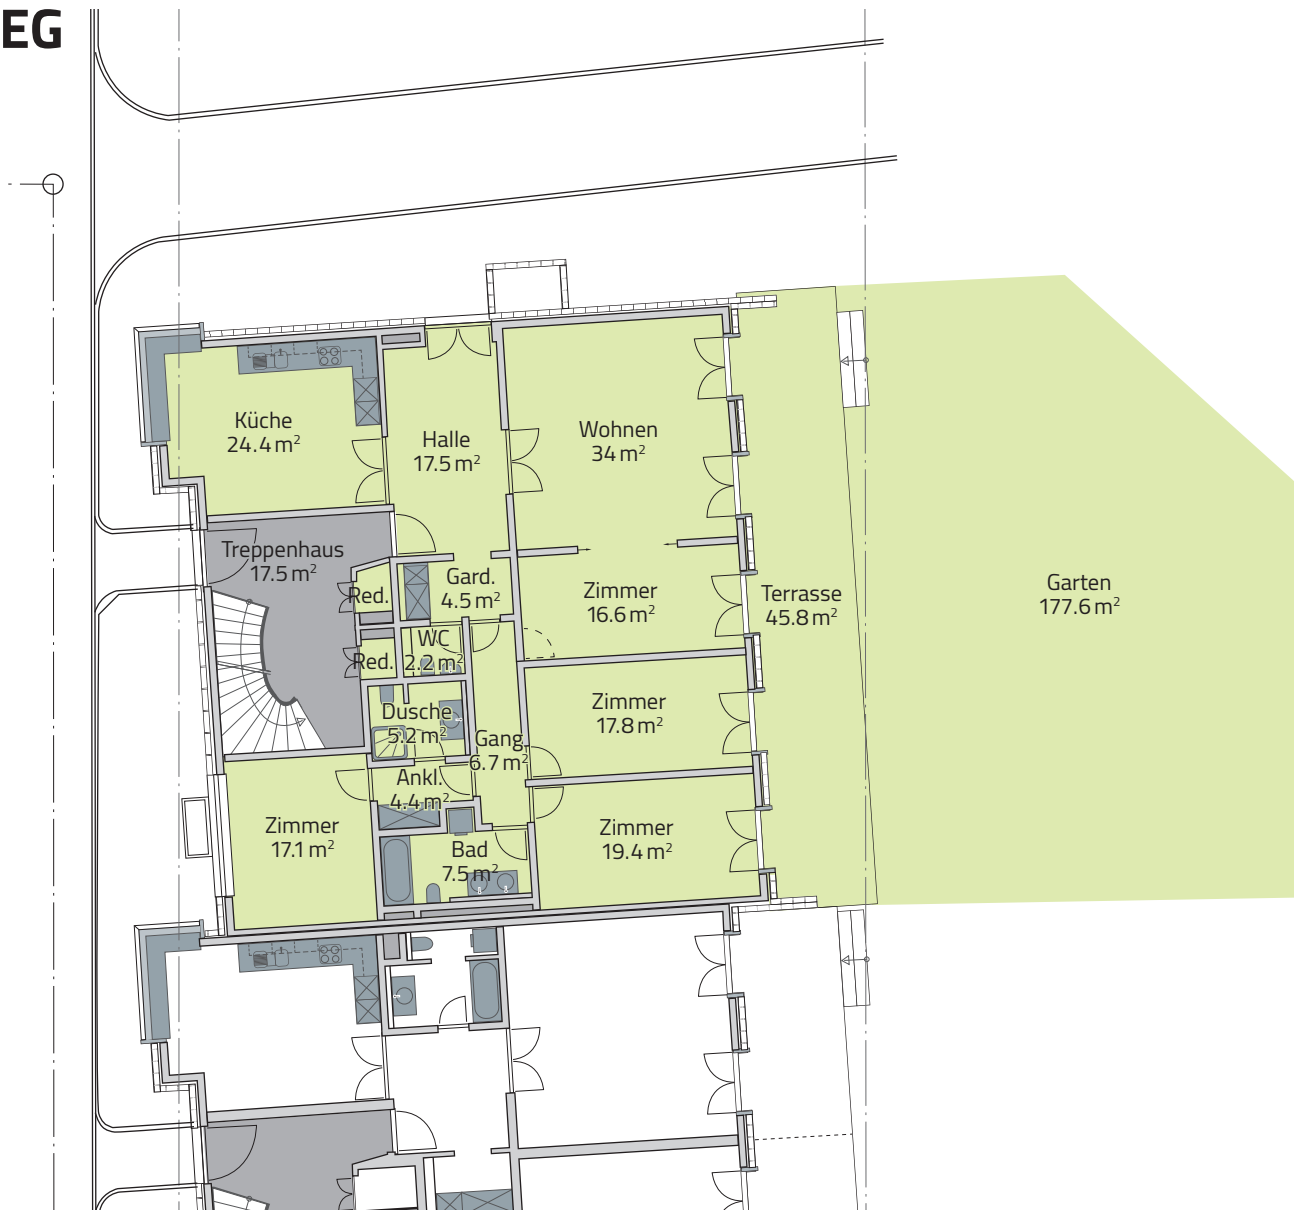 EG
Küche
24.4 m²
Halle
17.5 m²
Wohnen
34 m²
Treppenhaus
17.5 m²
Red.
Gard.
4.5 m²
Zimmer
16.6 m²
Terrasse
45.8 m²
Garten
177.6 m²
WC
2.2 m²
Red.
Dusche
5.2 m²
Gang
6.7 m²
Zimmer
17.8 m²
Ankl.
4.4 m²
Zimmer
17.1 m²
Bad
7.5 m²
Zimmer
19.4 m²